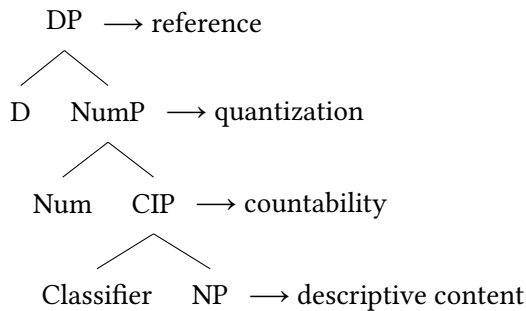 DP → reference
D NumP → quantization
Num ClP → countability
Classifier NP → descriptive content